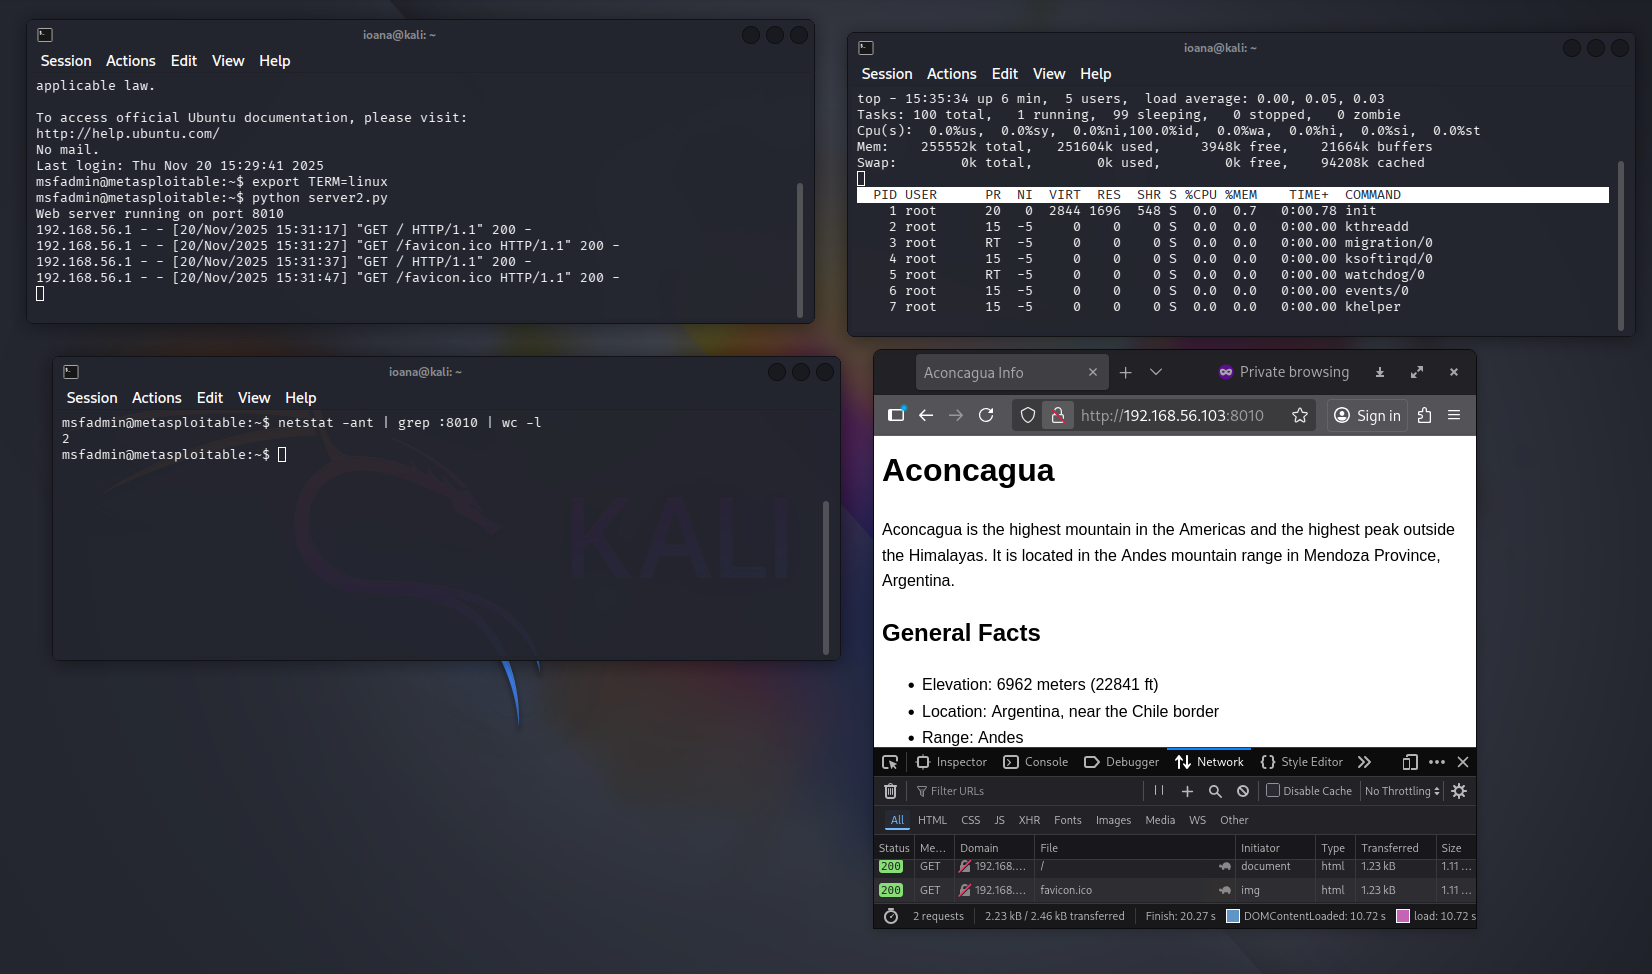 ioana@kali: ~
Session Actions Edit View Help
applicable law.
To access official Ubuntu documentation, please visit:
http://help.ubuntu.com/
No mail.
Last login: Thu Nov 20 15:29:41 2025
msfadmin@metasploitable:~$ export TERM=linux
msfadmin@metasploitable:~$ python server2.py
Web server running on port 8010
192.168.56.1 - - [20/Nov/2025 15:31:17] "GET / HTTP/1.1" 200 -
192.168.56.1 - - [20/Nov/2025 15:31:27] "GET /favicon.ico HTTP/1.1" 200 -
192.168.56.1 - - [20/Nov/2025 15:31:37] "GET / HTTP/1.1" 200 -
192.168.56.1 - - [20/Nov/2025 15:31:47] "GET /favicon.ico HTTP/1.1" 200 -
ioana@kali: ~
Session Actions Edit View Help
top - 15:35:34 up 6 min,  5 users,  load average: 0.00, 0.05, 0.03
Tasks: 100 total,   1 running,  99 sleeping,   0 stopped,   0 zombie
Cpu(s):  0.0%us,  0.0%sy,  0.0%ni,100.0%id,  0.0%wa,  0.0%hi,  0.0%si,  0.0%st
Mem:    255552k total,   251604k used,     3948k free,    21664k buffers
Swap:        0k total,        0k used,        0k free,    94208k cached
PID USER      PR  NI  VIRT  RES  SHR S %CPU %MEM    TIME+  COMMAND
1 root      20   0  2844 1696  548 S  0.0  0.7   0:00.78 init
2 root      15  -5     0    0    0 S  0.0  0.0   0:00.00 kthreadd
3 root      RT  -5     0    0    0 S  0.0  0.0   0:00.00 migration/0
4 root      15  -5     0    0    0 S  0.0  0.0   0:00.00 ksoftirqd/0
5 root      RT  -5     0    0    0 S  0.0  0.0   0:00.00 watchdog/0
6 root      15  -5     0    0    0 S  0.0  0.0   0:00.00 events/0
7 root      15  -5     0    0    0 S  0.0  0.0   0:00.00 khelper
ioana@kali: ~
Session Actions Edit View Help
msfadmin@metasploitable:~$ netstat -ant | grep :8010 | wc -l
2
msfadmin@metasploitable:~$
KALI
Aconcagua Info
Private browsing
http://192.168.56.103:8010
Sign in
Aconcagua
Aconcagua is the highest mountain in the Americas and the highest peak outside
the Himalayas. It is located in the Andes mountain range in Mendoza Province,
Argentina.
General Facts
• Elevation: 6962 meters (22841 ft)
• Location: Argentina, near the Chile border
• Range: Andes
Inspector Console Debugger Network Style Editor
Filter URLs Disable Cache No Throttling
All HTML CSS JS XHR Fonts Images Media WS Other
Status Me... Domain File Initiator Type Transferred Size
200 GET 192.168.... / document html 1.23 kB 1.11 ...
200 GET 192.168.... favicon.ico img html 1.23 kB 1.11 ...
2 requests 2.23 kB / 2.46 kB transferred Finish: 20.27 s DOMContentLoaded: 10.72 s load: 10.72 s